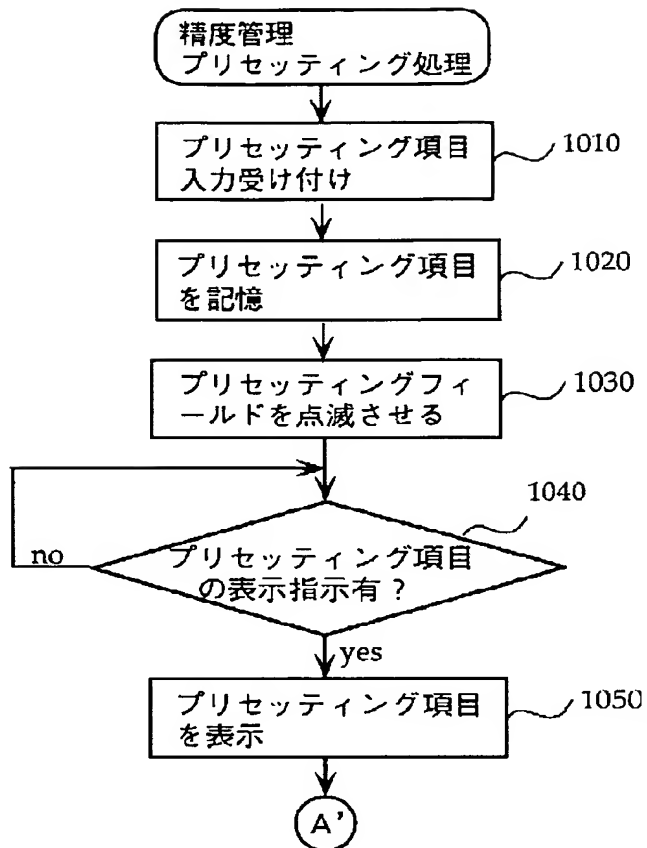 精度管理
プリセッティング処理
プリセッティング項目
入力受け付け
1010
プリセッティング項目
を記憶
1020
プリセッティングフィ
ールドを点滅させる
1030
1040
no
プリセッティング項目
の表示指示有？
yes
プリセッティング項目
を表示
1050
A'